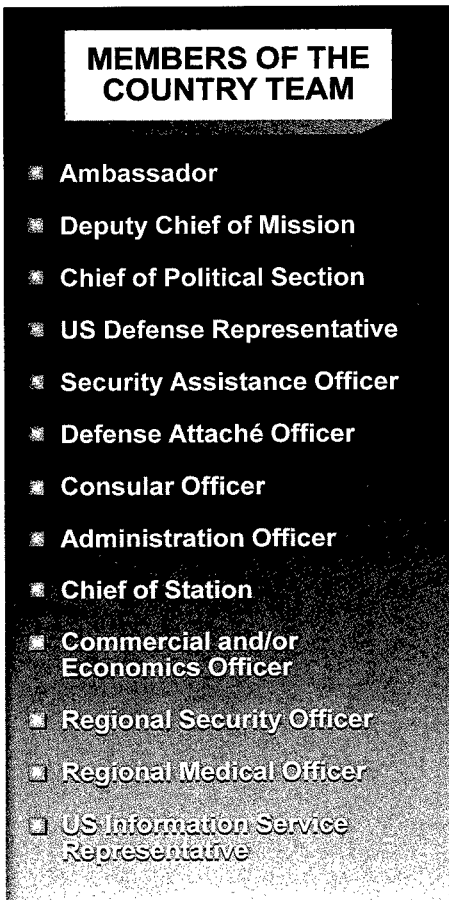 MEMBERS OF THE
COUNTRY TEAM
Ambassador
Deputy Chief of Mission
Chief of Political Section
US Defense Representative
Security Assistance Officer
Defense Attaché Officer
Consular Officer
Administration Officer
Chief of Station
Commercial and/or
Economics Officer
Regional Security Officer
Regional Medical Officer
US Information Service
Representative